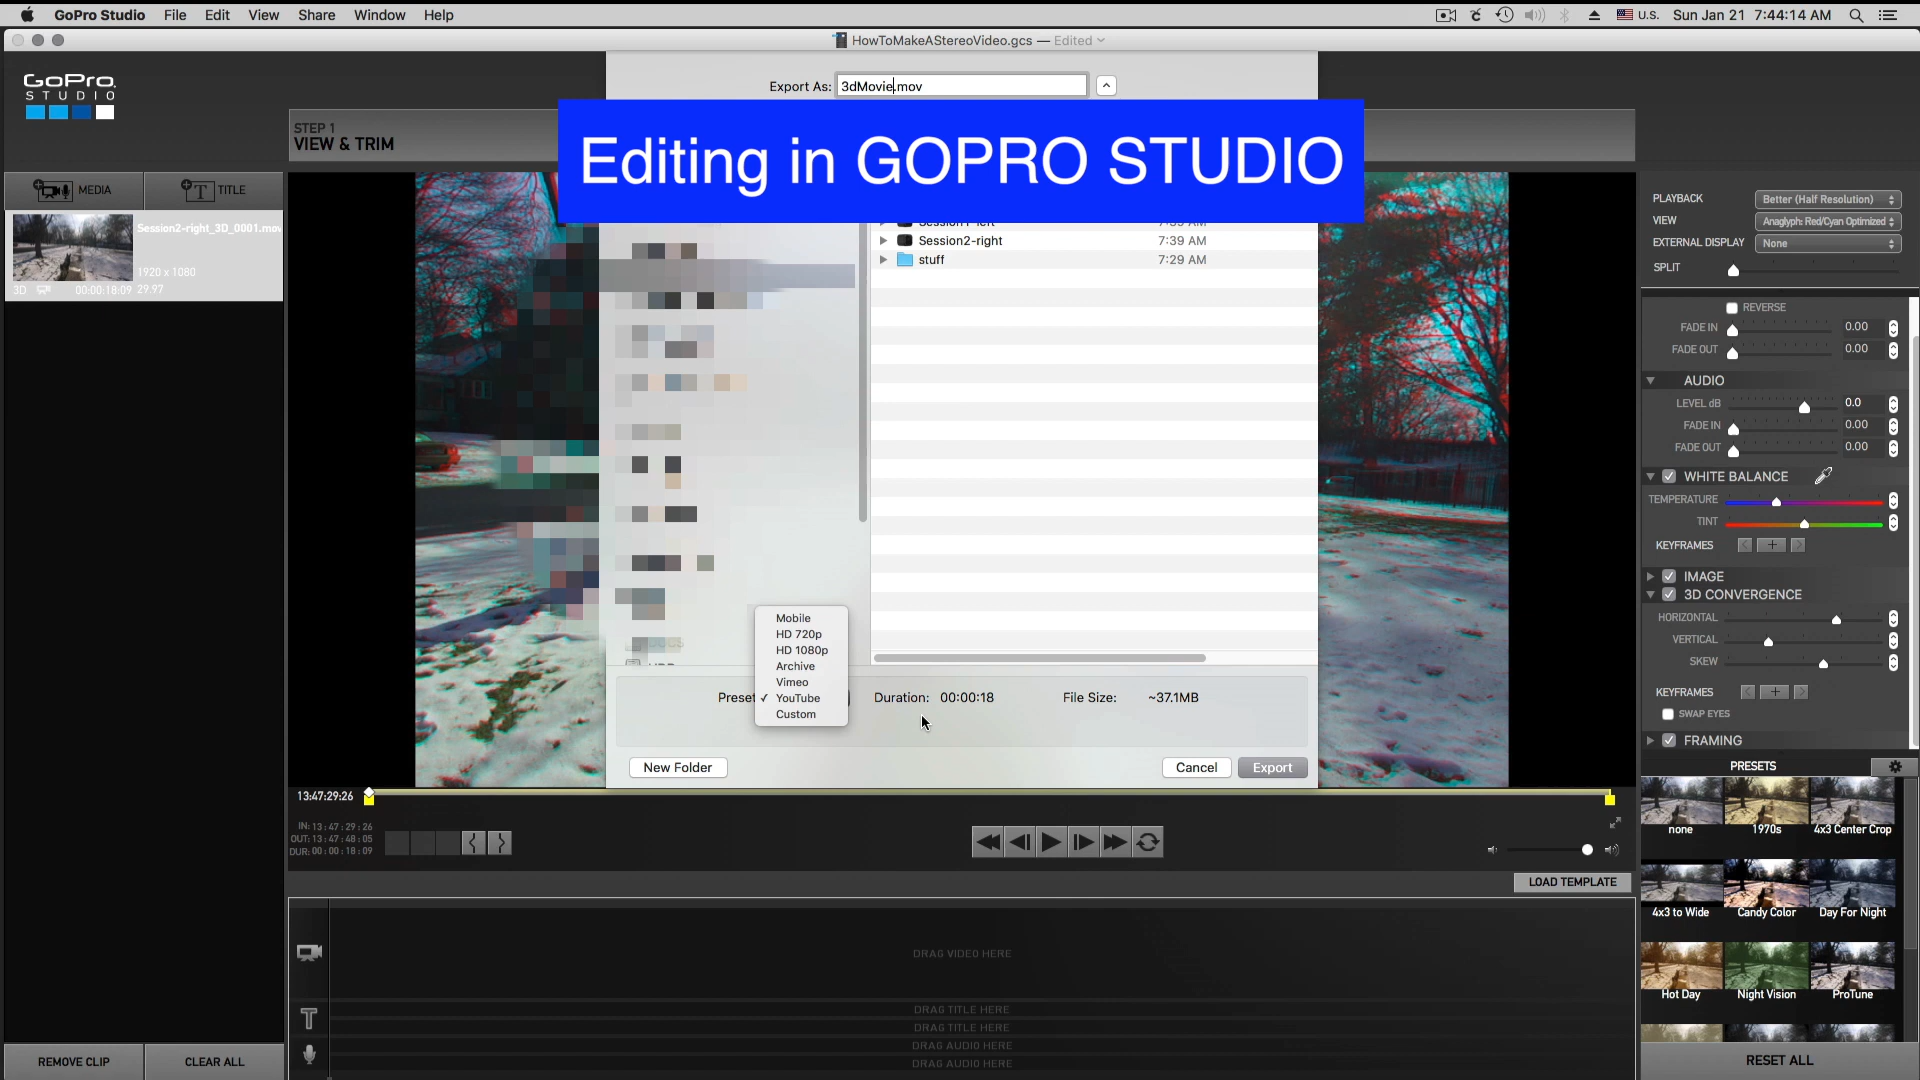 GoPro Studio File Edit View Share Window Help
U.S. Sun Jan 21 7:44:14 AM
HowToMakeAStereoVideo.gcs — Edited
GoPro
STUDIO
Export As: 3dMovie.mov
STEP 1
VIEW & TRIM
Editing in GOPRO STUDIO
MEDIA
TITLE
Session2-right_3D_0001.mov
1920 x 1080
3D 00:00:18:09 29.97
Session1-left 7:39 AM
Session2-right 7:39 AM
stuff 7:29 AM
Mobile
HD 720p
HD 1080p
Archive
Vimeo
✓ YouTube
Custom
Preset
Duration: 00:00:18
File Size: ~37.1MB
New Folder
Cancel
Export
PLAYBACK Better (Half Resolution)
VIEW Anaglyph: Red/Cyan Optimized
EXTERNAL DISPLAY None
SPLIT
REVERSE
FADE IN 0.00
FADE OUT 0.00
AUDIO
LEVEL dB 0.0
FADE IN 0.00
FADE OUT 0.00
WHITE BALANCE
TEMPERATURE
TINT
KEYFRAMES
IMAGE
3D CONVERGENCE
HORIZONTAL
VERTICAL
SKEW
KEYFRAMES
SWAP EYES
FRAMING
PRESETS
none 1970s 4x3 Center Crop
4x3 to Wide Candy Color Day For Night
Hot Day Night Vision ProTune
RESET ALL
13:47:29:26
IN: 13:47:29:26
OUT: 13:47:48:05
DUR: 00:00:18:09
LOAD TEMPLATE
DRAG VIDEO HERE
DRAG TITLE HERE
DRAG TITLE HERE
DRAG AUDIO HERE
DRAG AUDIO HERE
REMOVE CLIP
CLEAR ALL